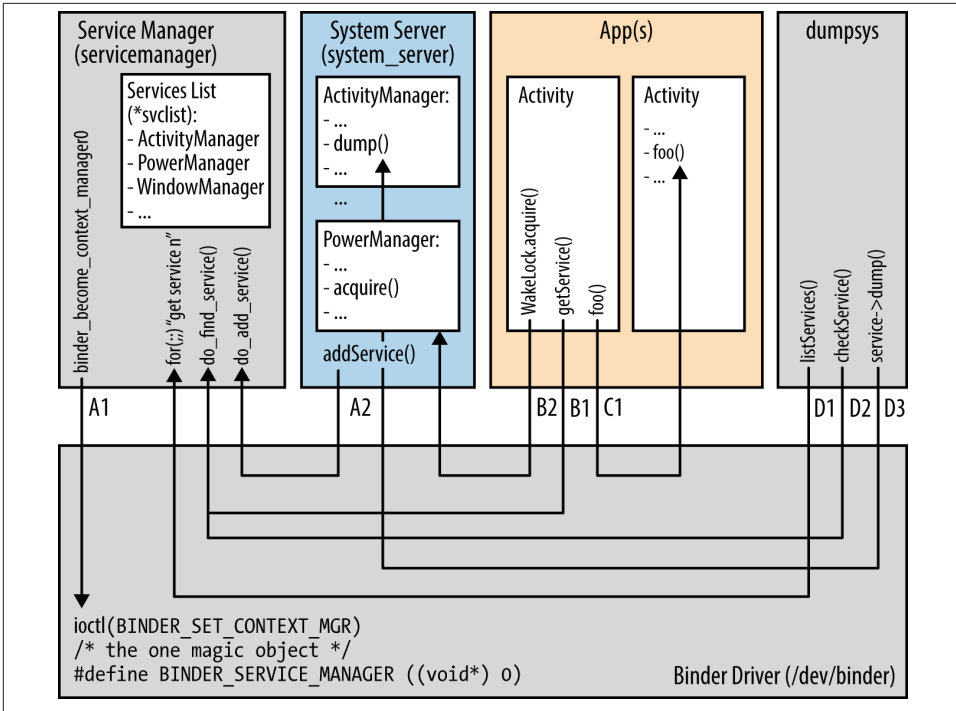 Service Manager
(servicemanager)
Services List
(*svclist):
- ActivityManager
- PowerManager
- WindowManager
- ...
binder_become_context_manager0
for(;;)“get service n”
do_find_service()
do_add_service()
System Server
(system_server)
ActivityManager:
- ...
- dump()
- ...
...
PowerManager:
- ...
- acquire()
- ...
addService()
App(s)
Activity
WakeLock.acquire()
getService()
foo()
Activity
- ...
- foo()
- ...
dumpsys
listServices()
checkService()
service->dump()
A1
A2
B2
B1
C1
D1
D2
D3
ioctl(BINDER_SET_CONTEXT_MGR)
/* the one magic object */
#define BINDER_SERVICE_MANAGER ((void*) 0)
Binder Driver (/dev/binder)